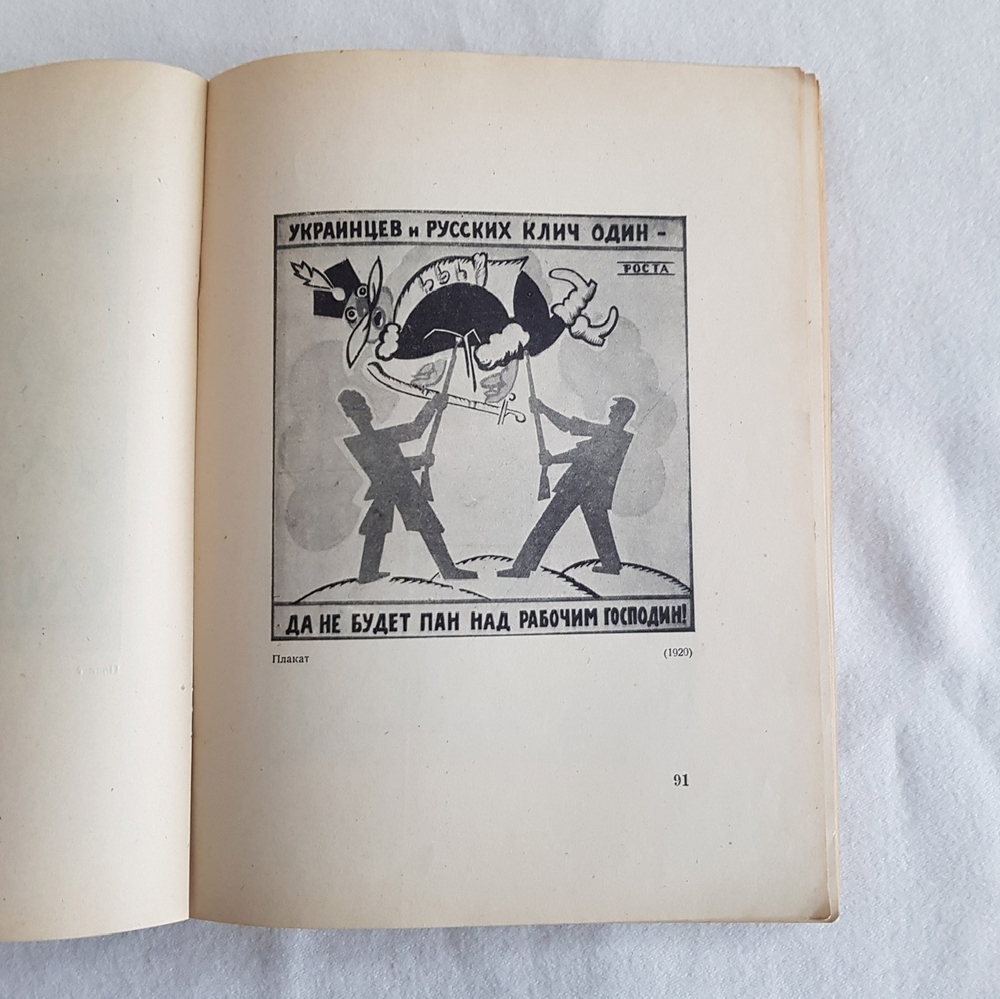 УКРАИНЦЕВ и РУССКИХ КЛИЧ ОДИН -
РОСТА
ДА НЕ БУДЕТ ПАН НАД РАБОЧИМ ГОСПОДИН!
Плакат (1920)
91